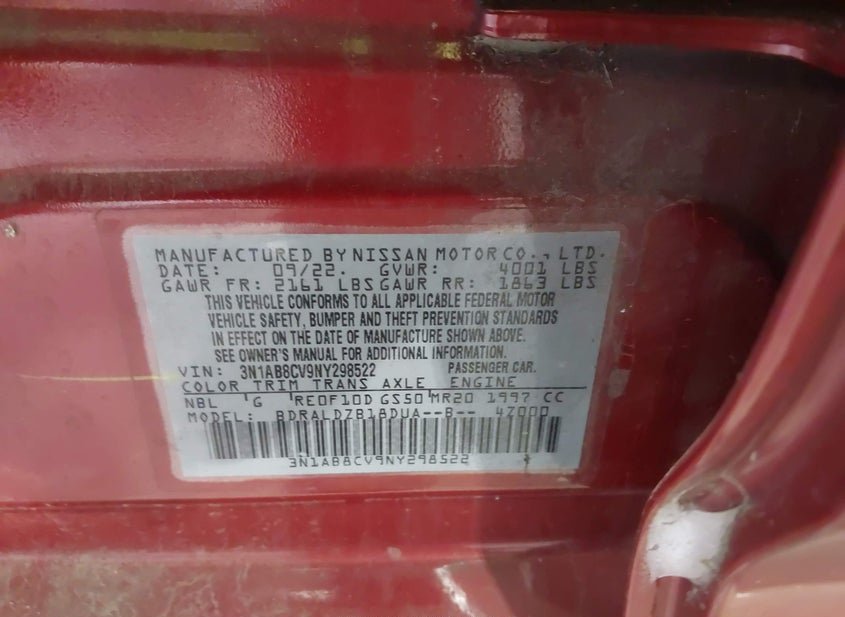 MANUFACTURED BY NISSAN MOTOR CO., LTD.
DATE: 09/22. GVWR: 4001 LBS
GAWR FR: 2161 LBS GAWR RR: 1863 LBS
THIS VEHICLE CONFORMS TO ALL APPLICABLE FEDERAL MOTOR
VEHICLE SAFETY, BUMPER AND THEFT PREVENTION STANDARDS
IN EFFECT ON THE DATE OF MANUFACTURE SHOWN ABOVE.
SEE OWNER'S MANUAL FOR ADDITIONAL INFORMATION.
VIN: 3N1AB8CV9NY298522 PASSENGER CAR.
COLOR TRIM TRANS AXLE ENGINE
NBL 'G RE0F10D GS50 MR20 1997 CC
MODEL: BDRALDZB18DUA--B-- 4Z000
3N1AB8CV9NY298522